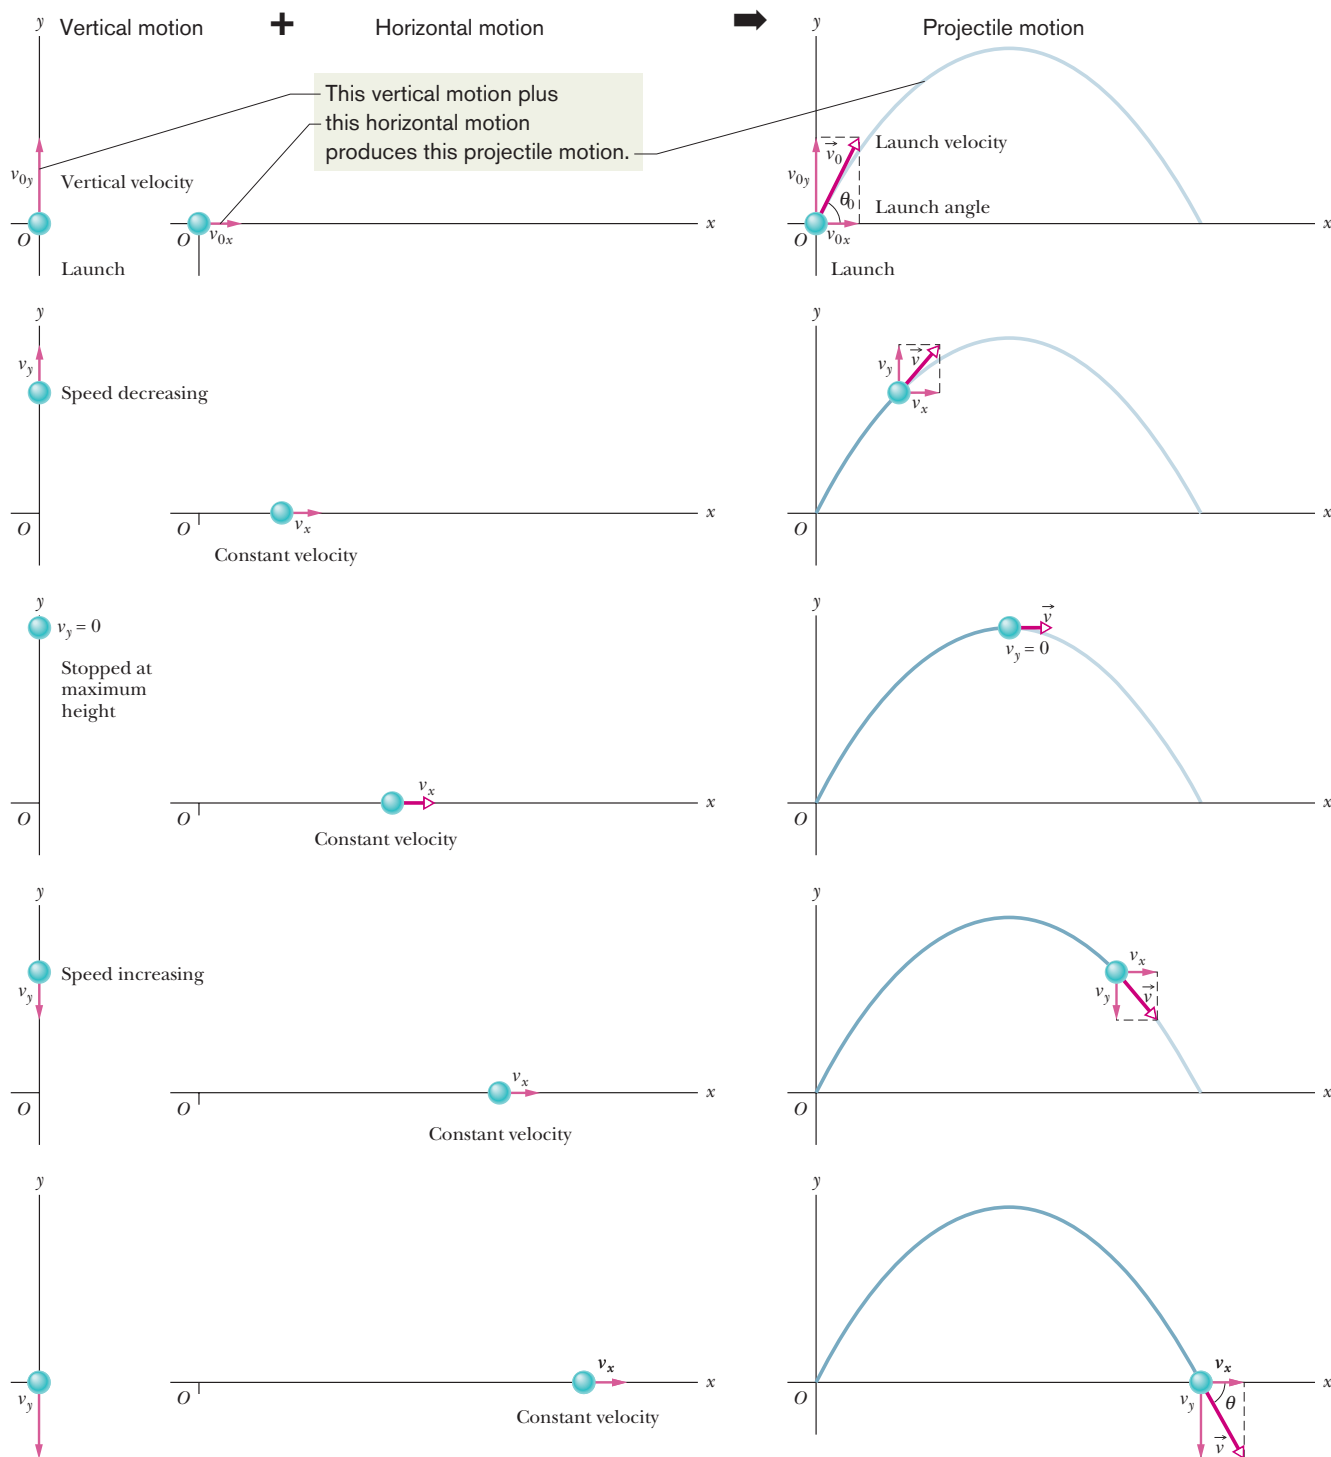 y
Vertical motion + Horizontal motion ➡ y Projectile motion
This vertical motion plus
this horizontal motion
produces this projectile motion.
v₀y
Vertical velocity
O
Launch
O
v₀x
x
v⃗₀
Launch velocity
v₀y
θ₀
Launch angle
O
v₀x
x
Launch
y
vy
Speed decreasing
O
O
vx
x
Constant velocity
y
vy
v⃗
vx
O
x
y
vy = 0
Stopped at
maximum
height
O
O
vx
x
Constant velocity
y
v⃗
vy = 0
O
x
y
Speed increasing
vy
O
O
vx
x
Constant velocity
y
vx
vy
v⃗
O
x
y
vy
O
vx
x
Constant velocity
y
O
vx
x
vy
θ
v⃗